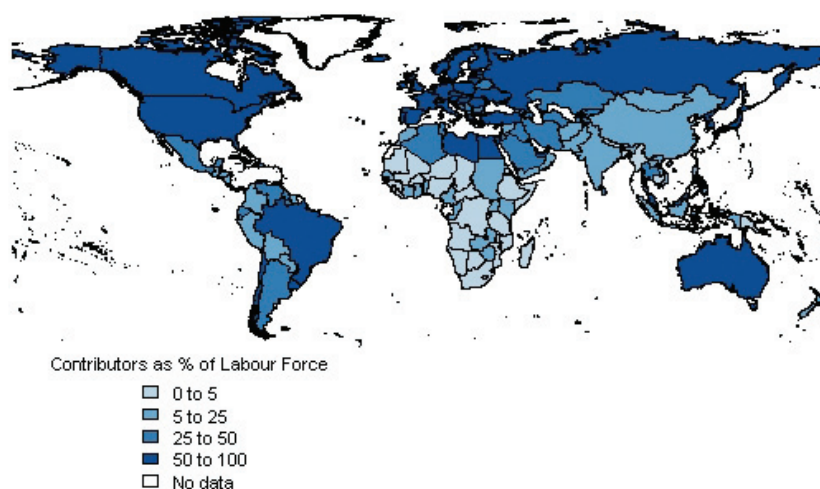 Contributors as % of Labour Force
0 to 5
5 to 25
25 to 50
50 to 100
No data